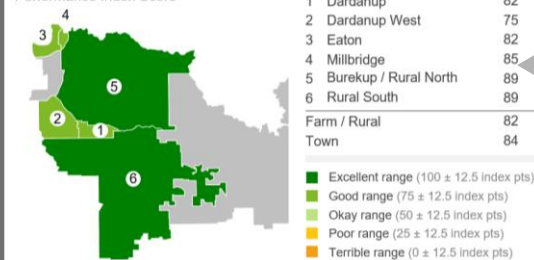 4
3
5
2
1
6
1 Dardanup 82
2 Dardanup West 75
3 Eaton 82
4 Millbridge 85
5 Burekup / Rural North 89
6 Rural South 89
Farm / Rural 82
Town 84
Excellent range (100 ± 12.5 index pts)
Good range (75 ± 12.5 index pts)
Okay range (50 ± 12.5 index pts)
Poor range (25 ± 12.5 index pts)
Terrible range (0 ± 12.5 index pts)